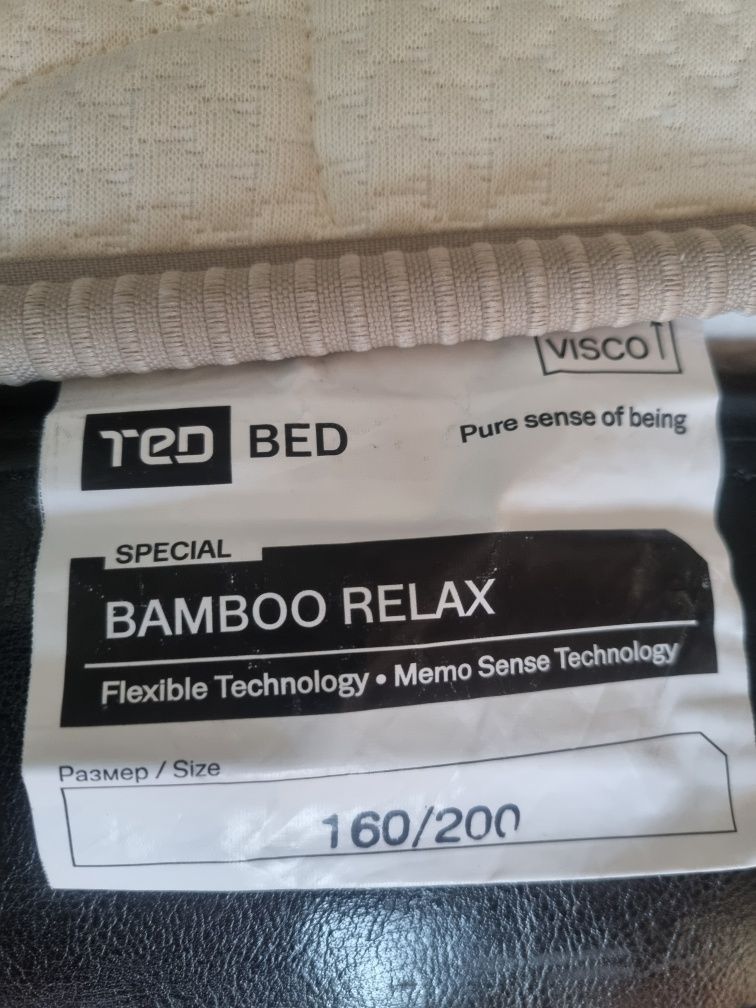 VISCO
TED BED
Pure sense of being
SPECIAL
BAMBOO RELAX
Flexible Technology • Memo Sense Technology
Размер / Size
160/200